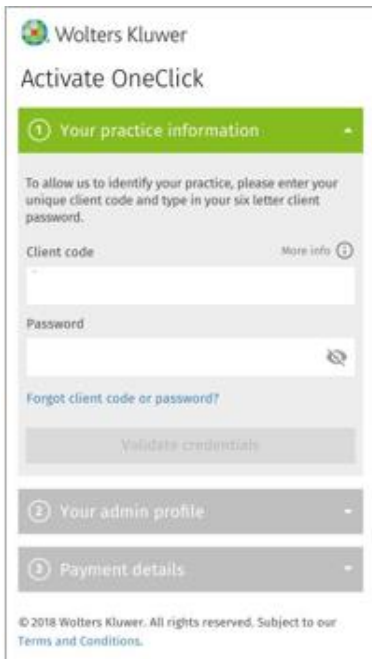 Wolters Kluwer
Activate OneClick
1 Your practice information
To allow us to identify your practice, please enter your
unique client code and type in your six letter client
password.
Client code More info
Password
Forgot client code or password?
Validate credentials
2 Your admin profile
3 Payment details
© 2018 Wolters Kluwer. All rights reserved. Subject to our
Terms and Conditions.